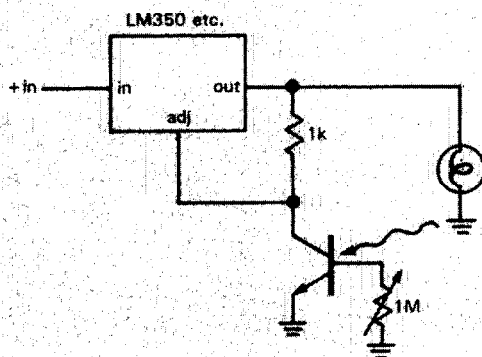 LM350 etc.
+in
in
out
adj
1k
1M